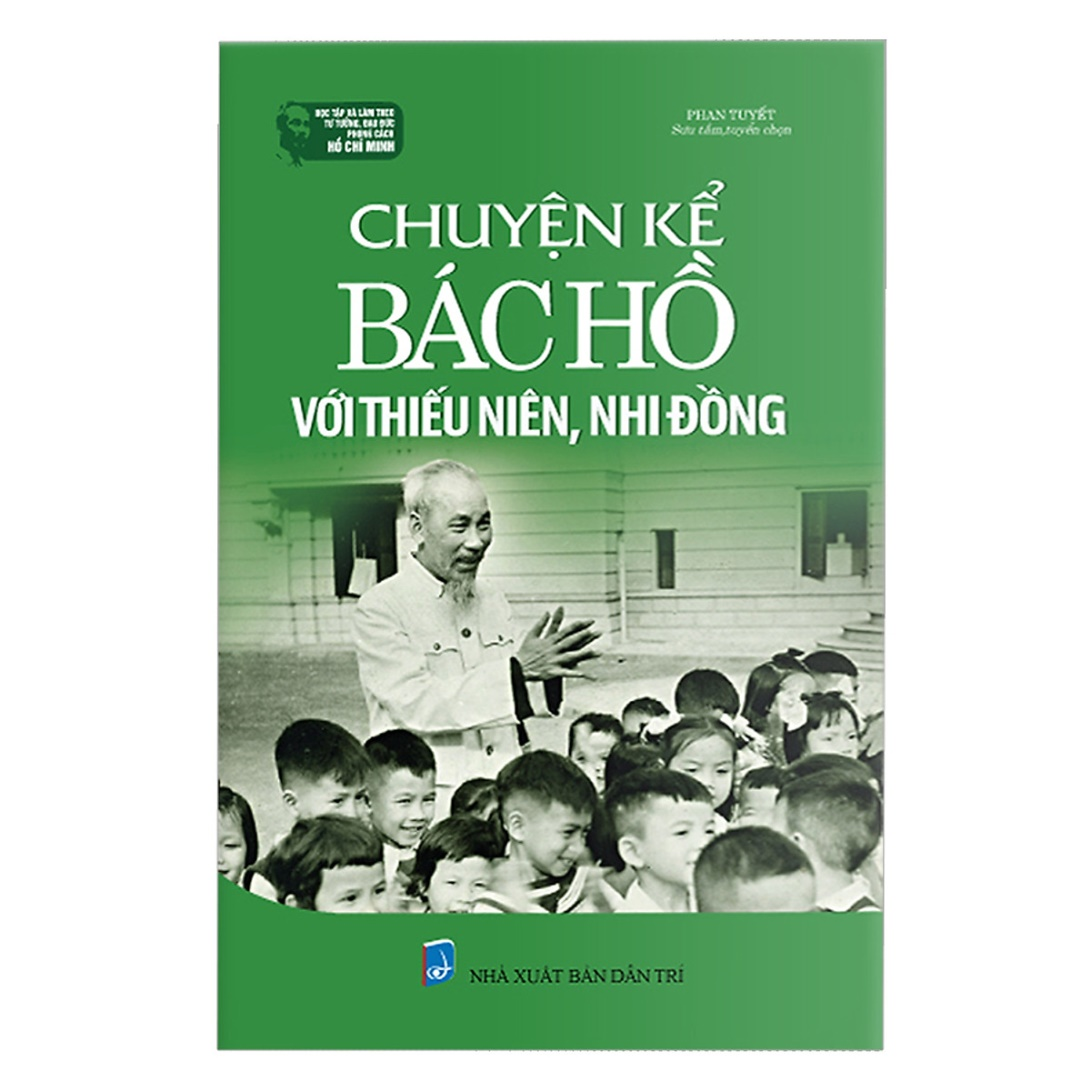 HỌC TẬP VÀ LÀM THEO
TƯ TƯỞNG, ĐẠO ĐỨC
PHONG CÁCH
HỒ CHÍ MINH
PHAN TUYẾT
Sưu tầm,tuyển chọn
CHUYỆN KỂ
BÁC HỒ
VỚI THIẾU NIÊN, NHI ĐỒNG
NHÀ XUẤT BẢN DÂN TRÍ